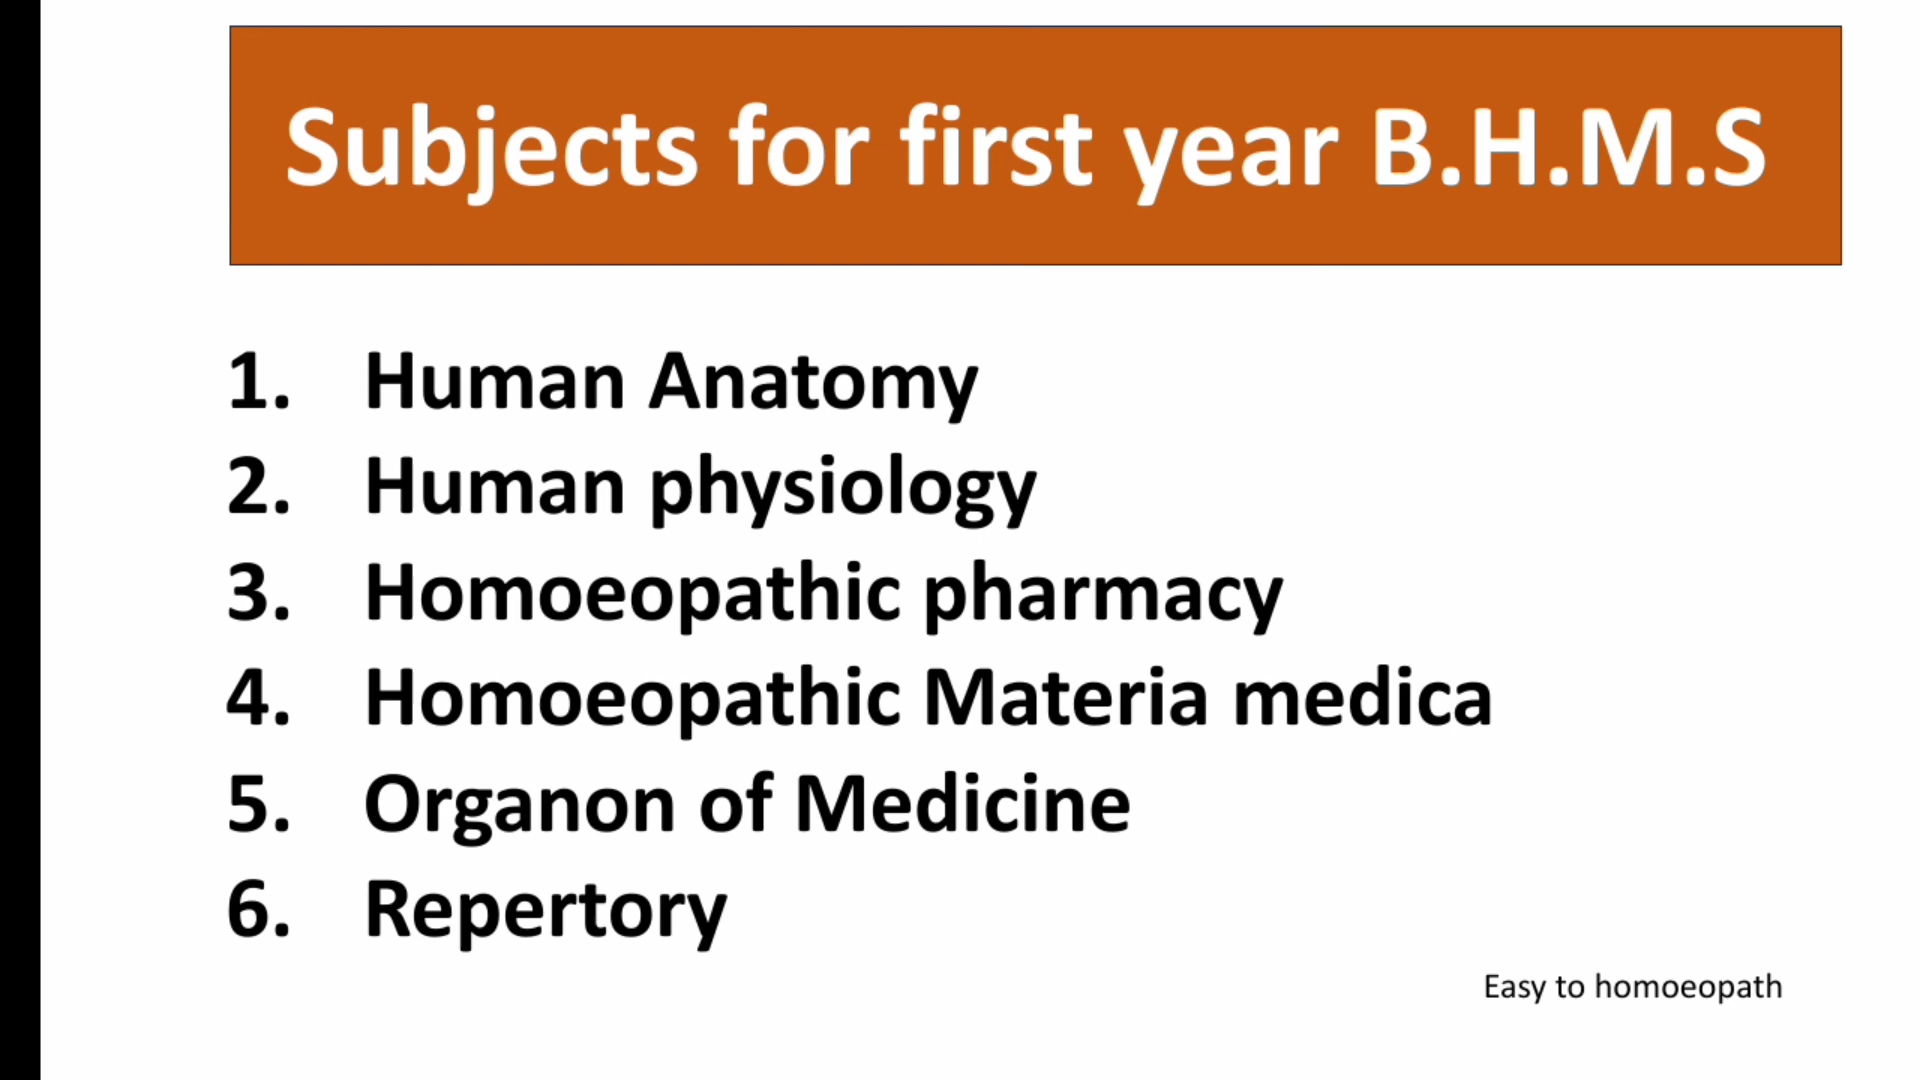 Subjects for first year B.H.M.S
1. Human Anatomy
2. Human physiology
3. Homoeopathic pharmacy
4. Homoeopathic Materia medica
5. Organon of Medicine
6. Repertory
Easy to homoeopath